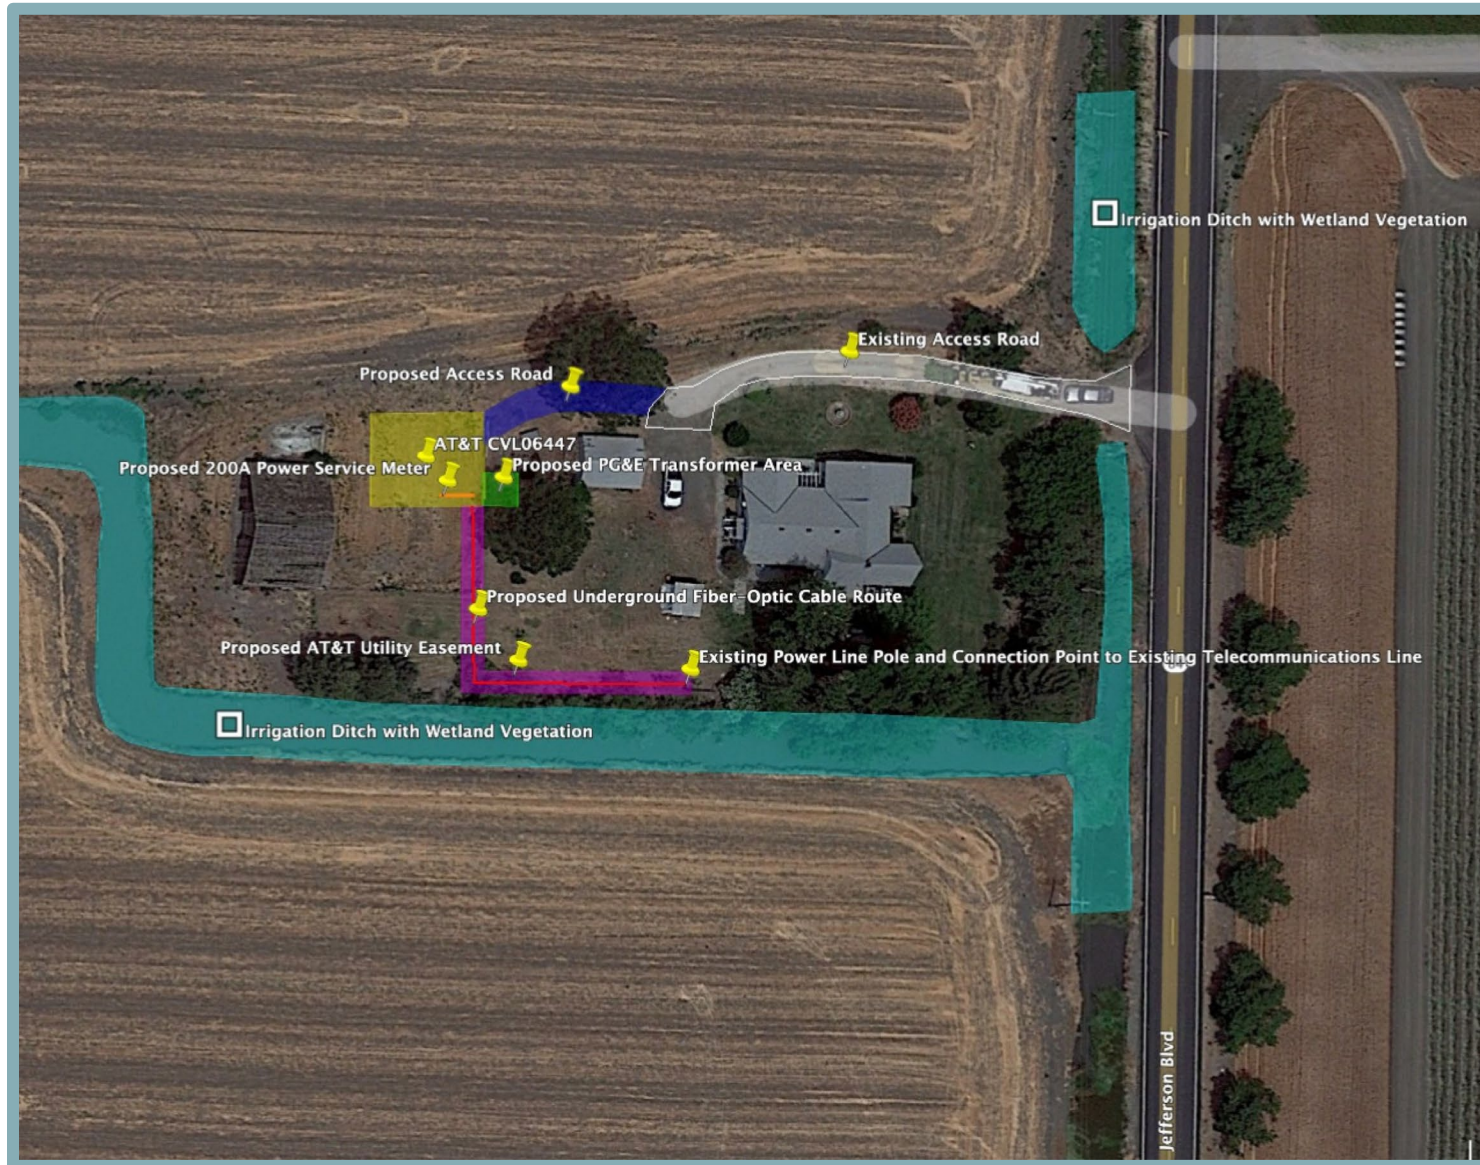 Irrigation Ditch with Wetland Vegetation
Existing Access Road
Proposed Access Road
AT&T CVL06447
Proposed 200A Power Service Meter
Proposed PG&E Transformer Area
Proposed Underground Fiber-Optic Cable Route
Proposed AT&T Utility Easement
Existing Power Line Pole and Connection Point to Existing Telecommunications Line
Irrigation Ditch with Wetland Vegetation
Jefferson Blvd